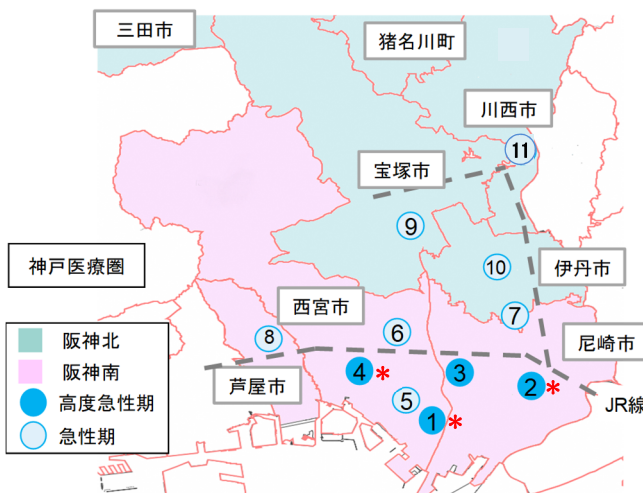 三田市
猪名川町
川西市
11
宝塚市
9
10
伊丹市
神戸医療圏
西宮市
7
尼崎市
阪神北
阪神南
高度急性期
急性期
8
6
芦屋市
4*
3
2*
5
1*
JR線